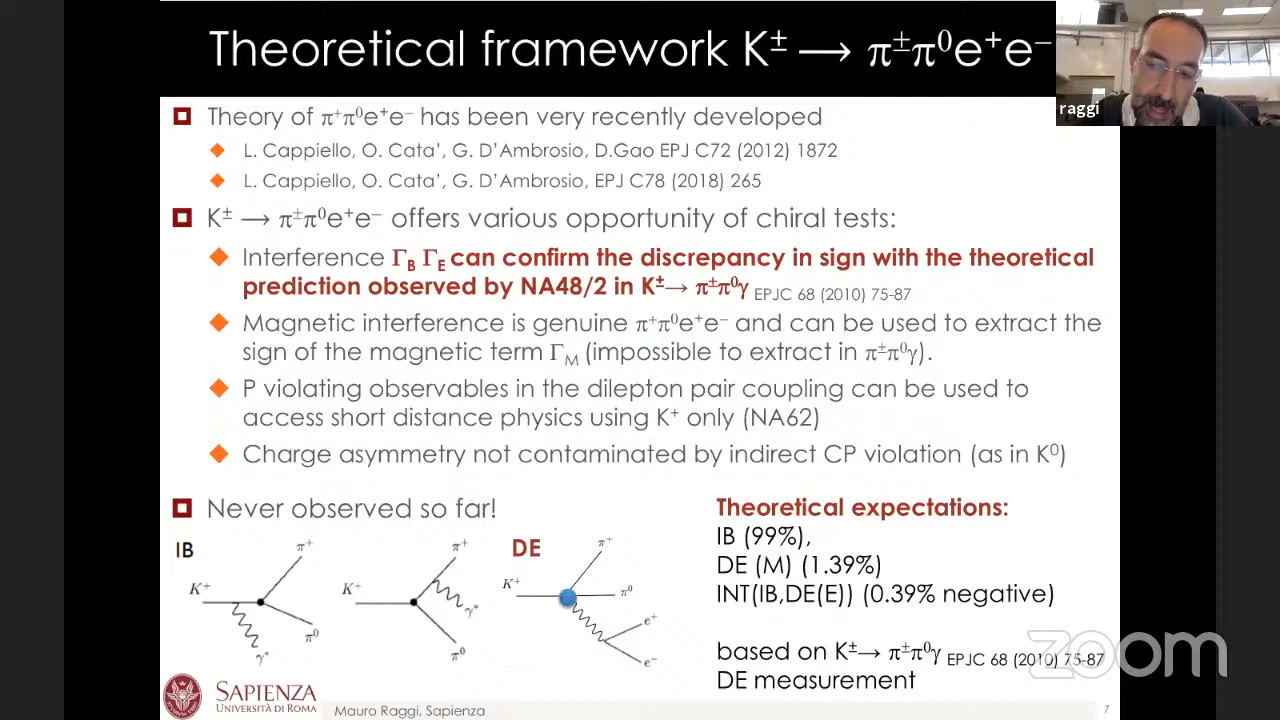 Theoretical framework K± ⟶ π±π⁰e⁺e⁻
raggi
Theory of π⁺π⁰e⁺e⁻ has been very recently developed
L. Cappiello, O. Cata', G. D'Ambrosio, D.Gao EPJ C72 (2012) 1872
L. Cappiello, O. Cata', G. D'Ambrosio, EPJ C78 (2018) 265
K± ⟶ π±π⁰e⁺e⁻ offers various opportunity of chiral tests:
Interference Γ_B Γ_E can confirm the discrepancy in sign with the theoretical
prediction observed by NA48/2 in K±→ π±π⁰γ EPJC 68 (2010) 75-87
Magnetic interference is genuine π⁺π⁰e⁺e⁻ and can be used to extract the
sign of the magnetic term Γ_M (impossible to extract in π±π⁰γ).
P violating observables in the dilepton pair coupling can be used to
access short distance physics using K⁺ only (NA62)
Charge asymmetry not contaminated by indirect CP violation (as in K⁰)
Never observed so far!
IB
K⁺ π⁺ π⁰ γ*
K⁺ π⁺ γ* π⁰
DE
K⁺ π⁺ π⁰ e⁺ e⁻
Theoretical expectations:
IB (99%),
DE (M) (1.39%)
INT(IB,DE(E)) (0.39% negative)
based on K±→ π±π⁰γ EPJC 68 (2010) 75-87
DE measurement
zoom
SAPIENZA
UNIVERSITÀ DI ROMA
Mauro Raggi, Sapienza
7